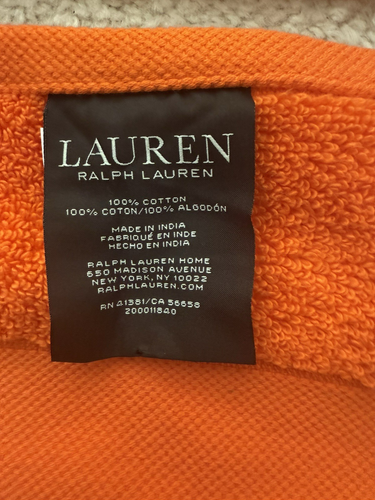 LAUREN
RALPH LAUREN
100% COTTON
100% COTON/100% ALGODÓN
MADE IN INDIA
FABRIQUÉ EN INDE
HECHO EN INDIA
RALPH LAUREN HOME
650 MADISON AVENUE
NEW YORK, NY 10022
RALPHLAUREN.COM
RN 41381/CA 56658
200011840